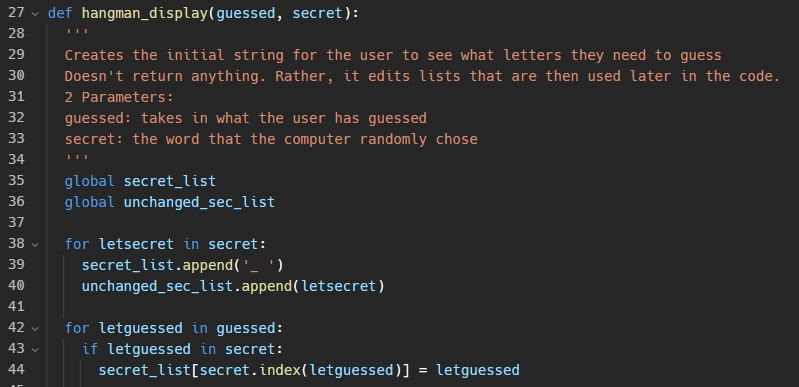 27 def hangman_display(guessed, secret):
28 '''
29 Creates the initial string for the user to see what letters they need to guess
30 Doesn't return anything. Rather, it edits lists that are then used later in the code.
31 2 Parameters:
32 guessed: takes in what the user has guessed
33 secret: the word that the computer randomly chose
34 '''
35 global secret_list
36 global unchanged_sec_list
37
38 for letsecret in secret:
39 secret_list.append('_ ')
40 unchanged_sec_list.append(letsecret)
41
42 for letguessed in guessed:
43 if letguessed in secret:
44 secret_list[secret.index(letguessed)] = letguessed